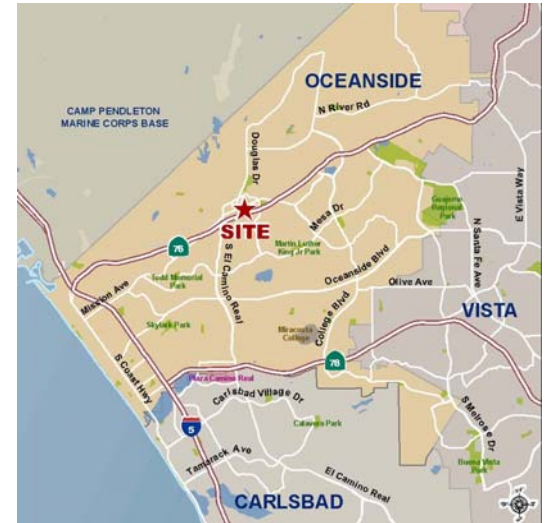 OCEANSIDE
CAMP PENDLETON
MARINE CORPS BASE
N River Rd
Douglas Dr
E Vista Way
Guajome
Regional
Park
SITE
Mesa Dr
N Santa Fe Ave
76
S El Camino Real
Martin Luther
King Jr Park
Oceanside Blvd
Todd Memorial
Park
Mission Ave
Olive Ave
College Blvd
VISTA
Skylark Park
Miracosta
College
S Coast Hwy
78
Plaza Camino Real
Carlsbad Village Dr
S Melrose Dr
5
Calavera Park
Tamarack Ave
Buena Vista
Park
El Camino Real
CARLSBAD